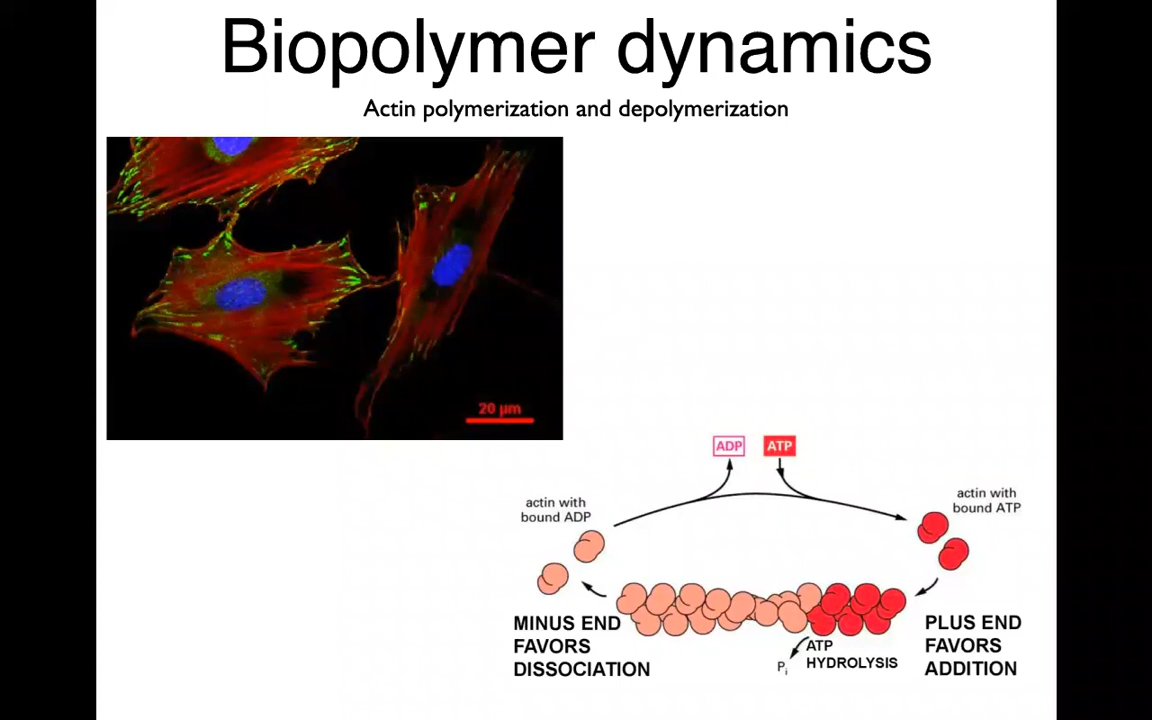 Biopolymer dynamics
Actin polymerization and depolymerization
20 µm
ADP
ATP
actin with
bound ADP
actin with
bound ATP
MINUS END
FAVORS
DISSOCIATION
ATP
HYDROLYSIS
Pi
PLUS END
FAVORS
ADDITION